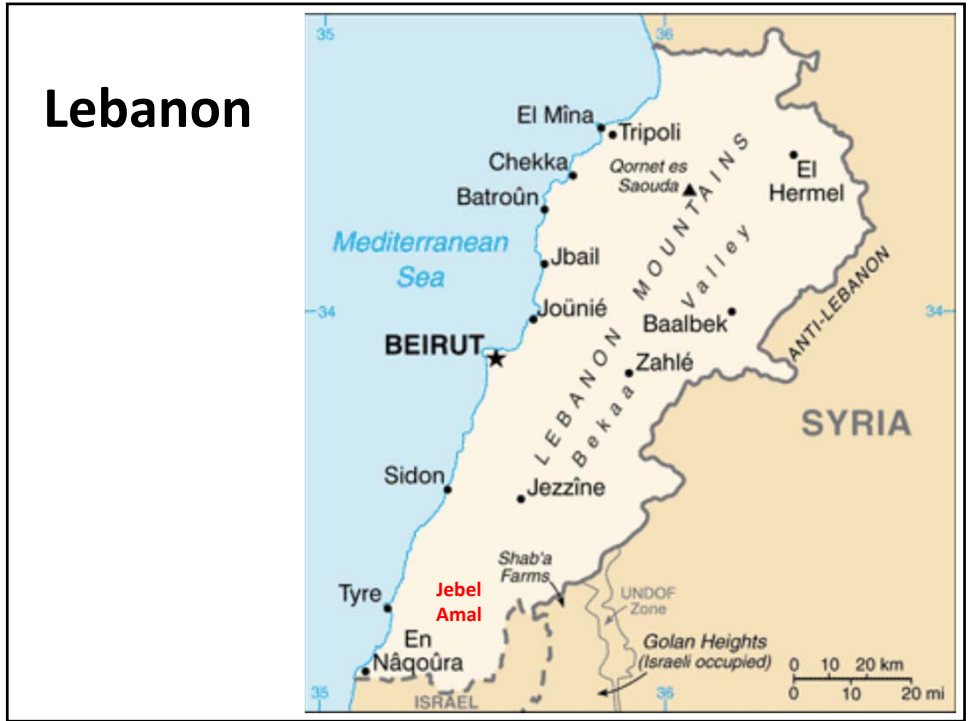 Lebanon
35
36
El Mîna
Tripoli
Chekka
Qornet es
Saouda
El
Hermel
Batroûn
Mediterranean
Sea
Jbail
LEBANON MOUNTAINS
Bekaa Valley
ANTI-LEBANON
34
34
Joünié
Baalbek
BEIRUT
Zahlé
SYRIA
Sidon
Jezzîne
Shab'a
Farms
Jebel
Amal
Tyre
UNDOF
Zone
En
Nâqoûra
Golan Heights
(Israeli occupied)
0 10 20 km
0 10 20 mi
ISRAEL
35
36